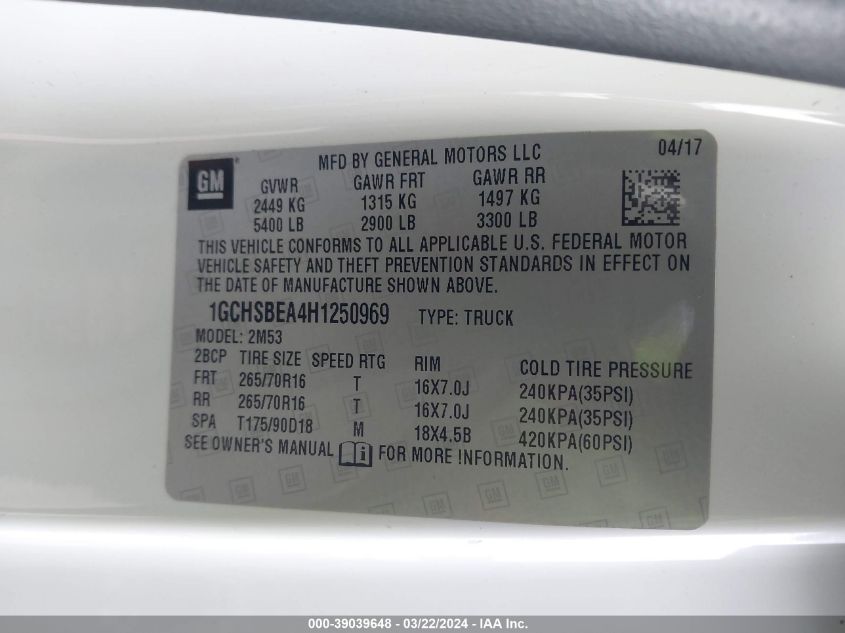 GM
MFD BY GENERAL MOTORS LLC 04/17
GVWR GAWR FRT GAWR RR
2449 KG 1315 KG 1497 KG
5400 LB 2900 LB 3300 LB
THIS VEHICLE CONFORMS TO ALL APPLICABLE U.S. FEDERAL MOTOR
VEHICLE SAFETY AND THEFT PREVENTION STANDARDS IN EFFECT ON
THE DATE OF MANUFACTURE SHOWN ABOVE.
1GCHSBEA4H1250969 TYPE: TRUCK
MODEL: 2M53
2BCP TIRE SIZE SPEED RTG RIM COLD TIRE PRESSURE
FRT 265/70R16 T 16X7.0J 240KPA(35PSI)
RR 265/70R16 T 16X7.0J 240KPA(35PSI)
SPA T175/90D18 M 18X4.5B 420KPA(60PSI)
SEE OWNER'S MANUAL FOR MORE INFORMATION.
000-39039648 - 03/22/2024 - IAA Inc.